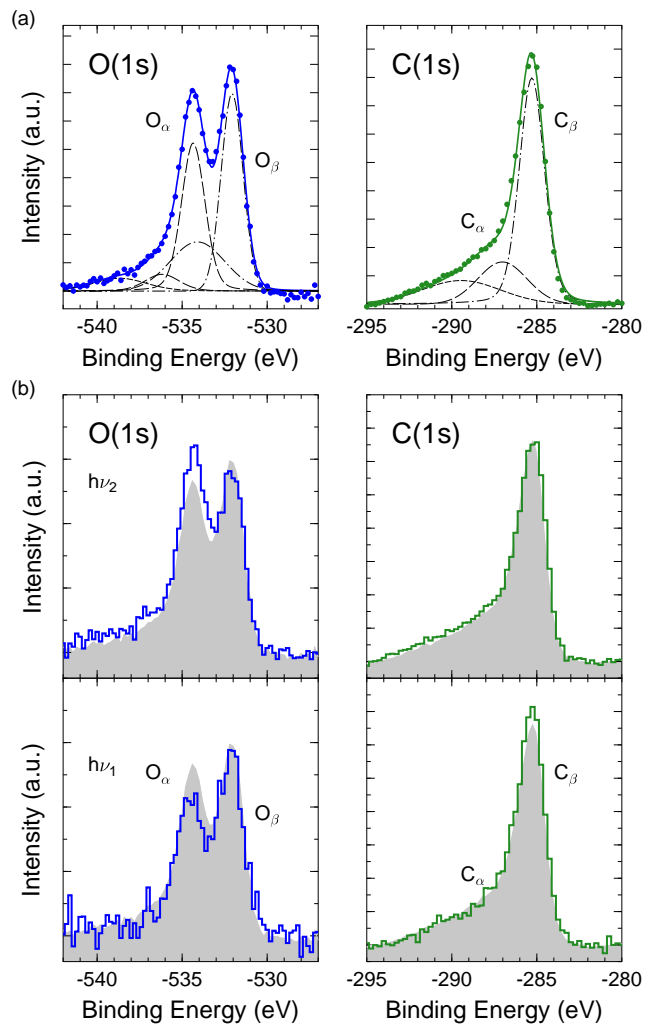 (a)
O(1s)
C(1s)
Oα
Oβ
Cβ
Cα
Intensity (a.u.)
-540 -535 -530
-295 -290 -285 -280
Binding Energy (eV)
Binding Energy (eV)
(b)
O(1s)
C(1s)
hν2
Intensity (a.u.)
hν1
Oα
Oβ
Cβ
Cα
Intensity (a.u.)
-540 -535 -530
-295 -290 -285 -280
Binding Energy (eV)
Binding Energy (eV)